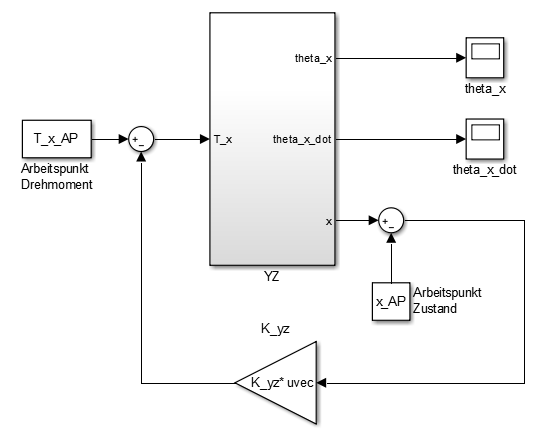 theta_x
theta_x
T_x_AP
+
_
T_x
theta_x_dot
Arbeitspunkt
Drehmoment
theta_x_dot
x
+
_
YZ
x_AP
Arbeitspunkt
Zustand
K_yz
K_yz* uvec